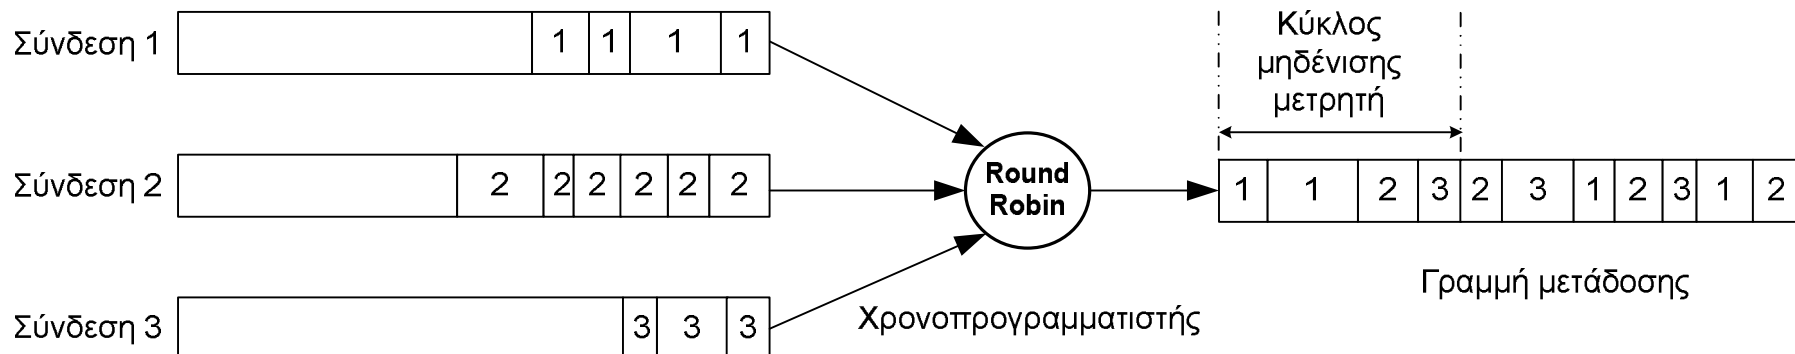 Σύνδεση 1
1 1 1 1
Σύνδεση 2
2 2 2 2 2 2
Σύνδεση 3
3 3 3
Round
Robin
Χρονοπρογραμματιστής
Κύκλος
μηδένισης
μετρητή
1 1 2 3 2 3 1 2 3 1 2
Γραμμή μετάδοσης